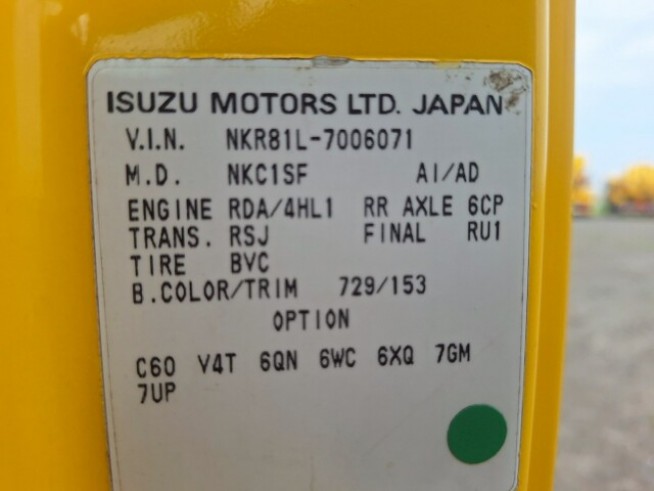 ISUZU MOTORS LTD. JAPAN
V.I.N. NKR81L-7006071
M.D. NKC1SF AI/AD
ENGINE RDA/4HL1 RR AXLE 6CP
TRANS. RSJ FINAL RU1
TIRE BVC
B.COLOR/TRIM 729/153
OPTION
C60 V4T 6QN 6WC 6XQ 7GM
7UP